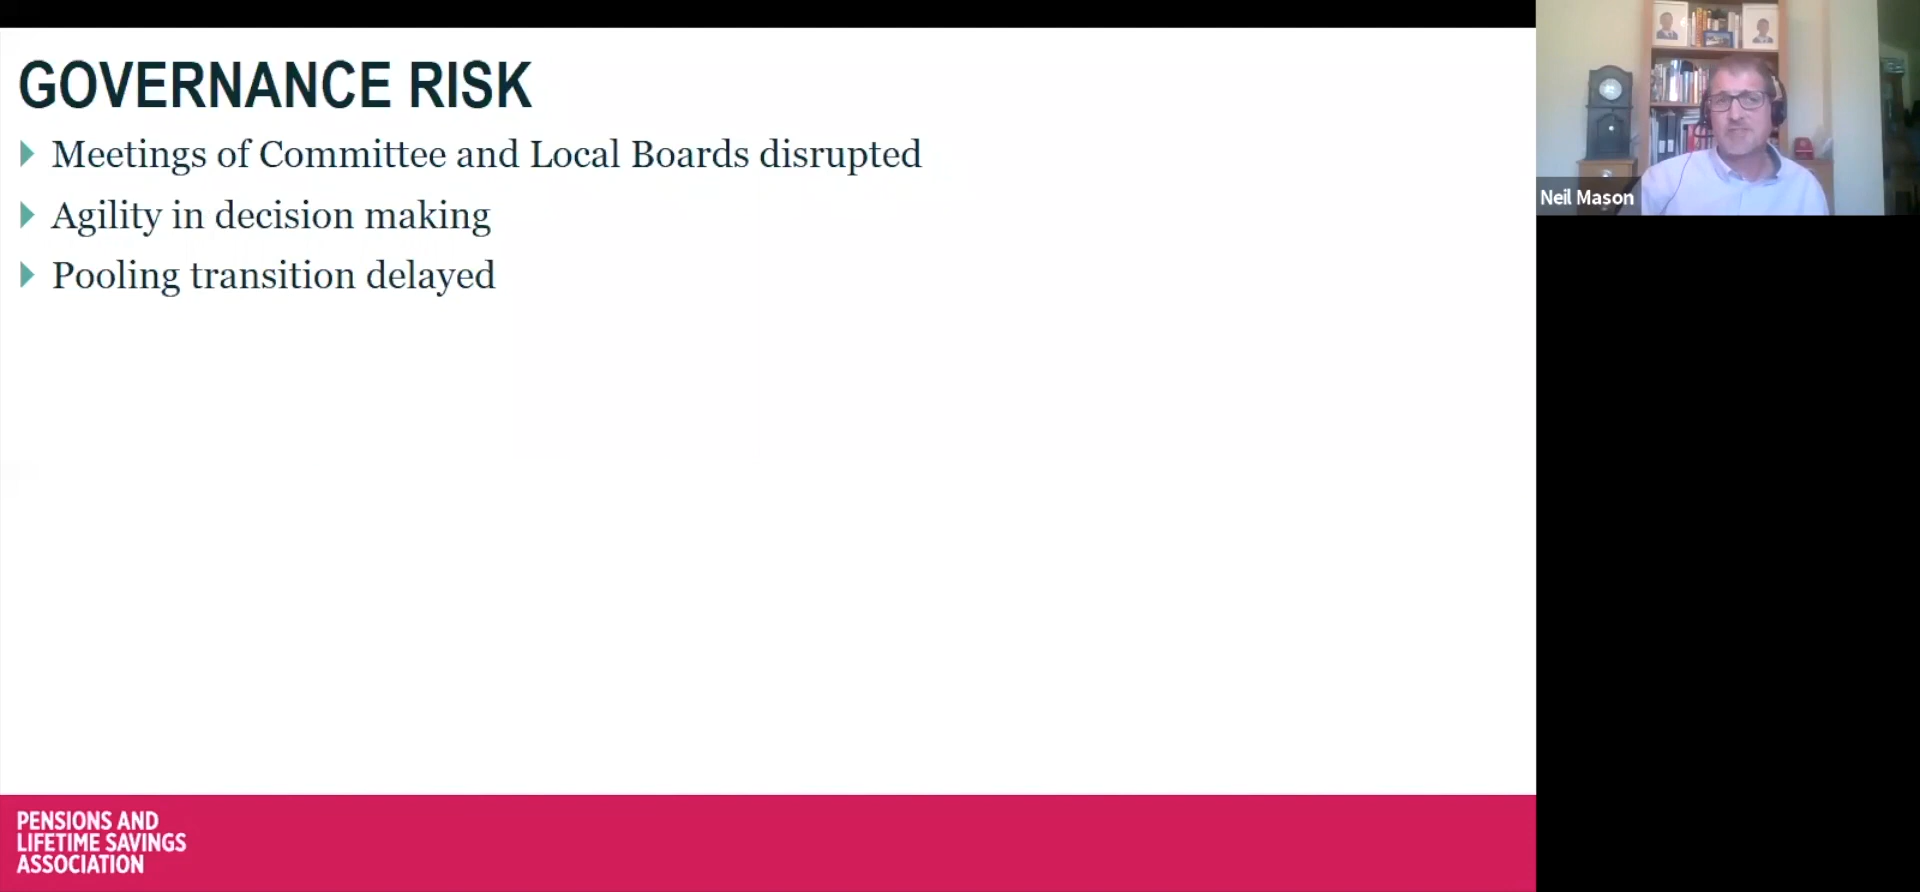 GOVERNANCE RISK
Meetings of Committee and Local Boards disrupted
Agility in decision making
Pooling transition delayed
Neil Mason
PENSIONS AND
LIFETIME SAVINGS
ASSOCIATION